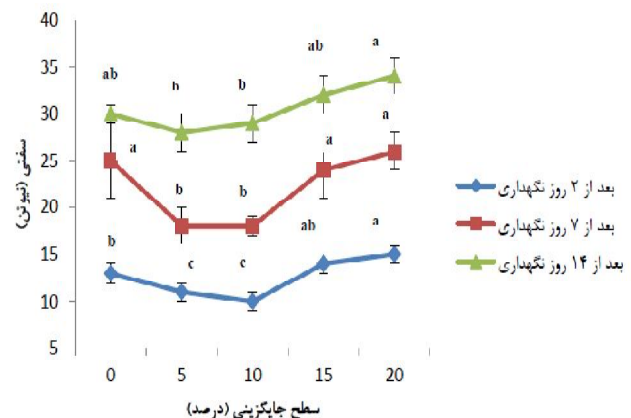 40
35
30
25
20
15
10
5
سفتی (نیوتن)
ab
b
b
ab
a
a
b
b
a
a
b
c
c
ab
a
0 5 10 15 20
سطح جایگزینی (درصد)
بعد از ۲ روز نگهداری
بعد از ۷ روز نگهداری
بعد از ۱۴ روز نگهداری